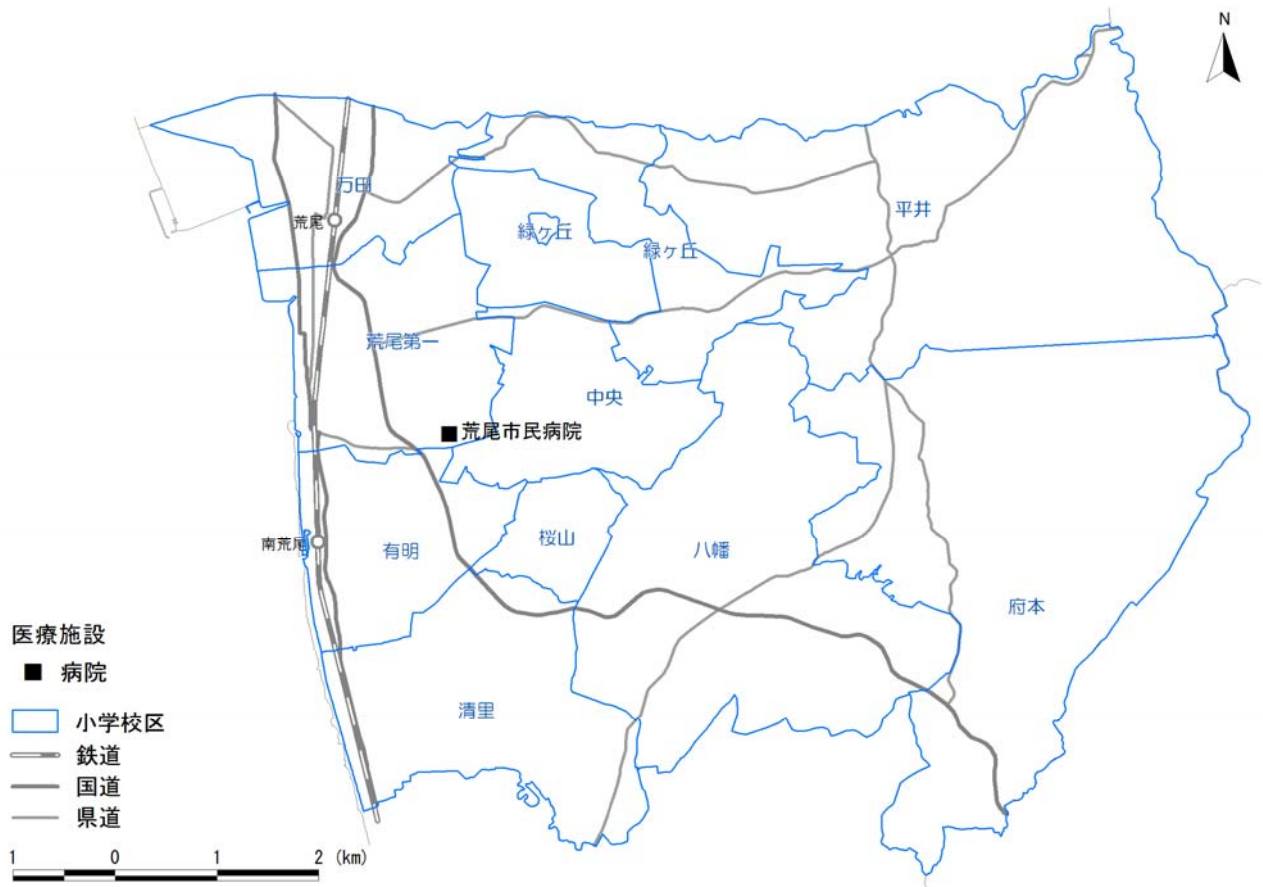 N
万田
荒尾
緑ヶ丘
緑ヶ丘
平井
荒尾第一
中央
荒尾市民病院
南荒尾
有明
桜山
八幡
府本
清里
医療施設
病院
小学校区
鉄道
国道
県道
1 0 1 2 (km)